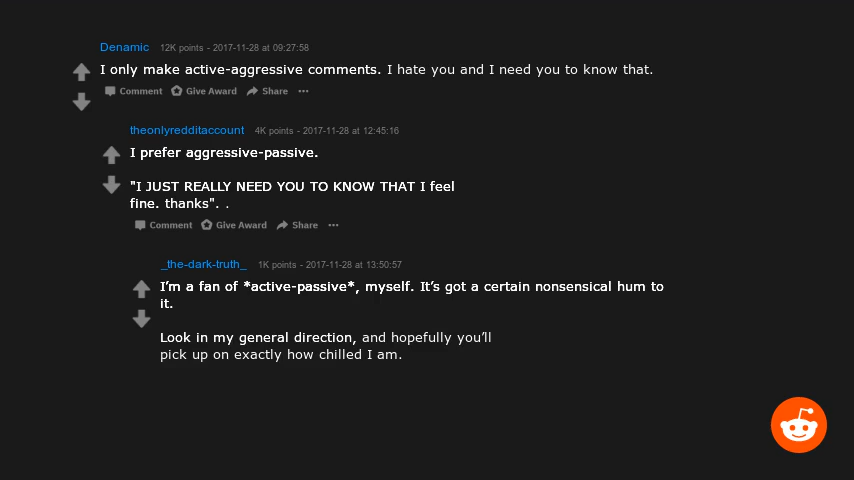 Denamic 12K points - 2017-11-28 at 09:27:58
I only make active-aggressive comments. I hate you and I need you to know that.
Comment Give Award Share ···
theonlyredditaccount 4K points - 2017-11-28 at 12:45:16
I prefer aggressive-passive.
"I JUST REALLY NEED YOU TO KNOW THAT I feel
fine. thanks". .
Comment Give Award Share ···
_the-dark-truth_ 1K points - 2017-11-28 at 13:50:57
I’m a fan of *active-passive*, myself. It’s got a certain nonsensical hum to
it.
Look in my general direction, and hopefully you’ll
pick up on exactly how chilled I am.